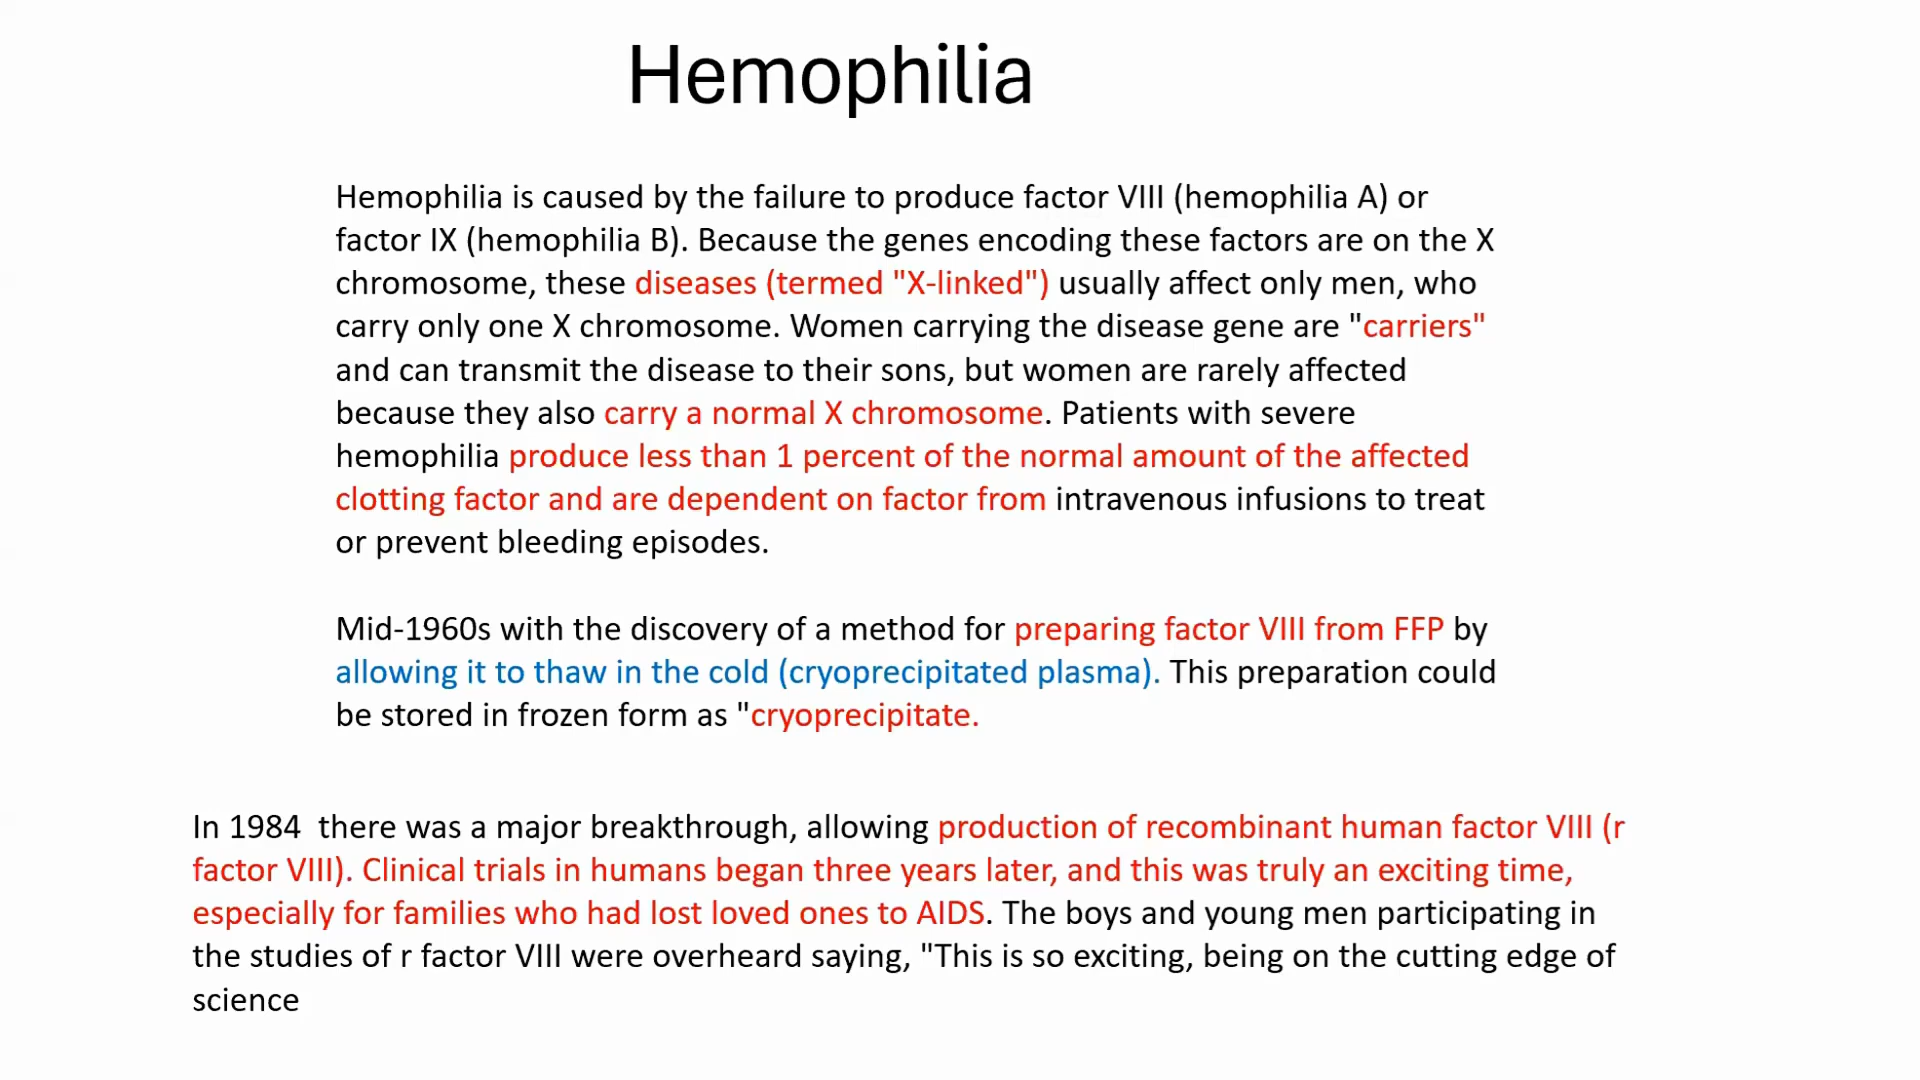 Hemophilia
Hemophilia is caused by the failure to produce factor VIII (hemophilia A) or
factor IX (hemophilia B). Because the genes encoding these factors are on the X
chromosome, these diseases (termed "X-linked") usually affect only men, who
carry only one X chromosome. Women carrying the disease gene are "carriers"
and can transmit the disease to their sons, but women are rarely affected
because they also carry a normal X chromosome. Patients with severe
hemophilia produce less than 1 percent of the normal amount of the affected
clotting factor and are dependent on factor from intravenous infusions to treat
or prevent bleeding episodes.
Mid-1960s with the discovery of a method for preparing factor VIII from FFP by
allowing it to thaw in the cold (cryoprecipitated plasma). This preparation could
be stored in frozen form as "cryoprecipitate.
In 1984  there was a major breakthrough, allowing production of recombinant human factor VIII (r
factor VIII). Clinical trials in humans began three years later, and this was truly an exciting time,
especially for families who had lost loved ones to AIDS. The boys and young men participating in
the studies of r factor VIII were overheard saying, "This is so exciting, being on the cutting edge of
science